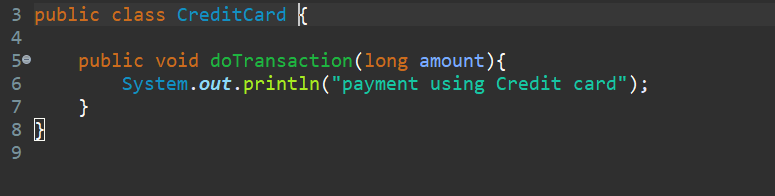 3 public class CreditCard {
4
5 public void doTransaction(long amount){
6 System.out.println("payment using Credit card");
7 }
8 }
9